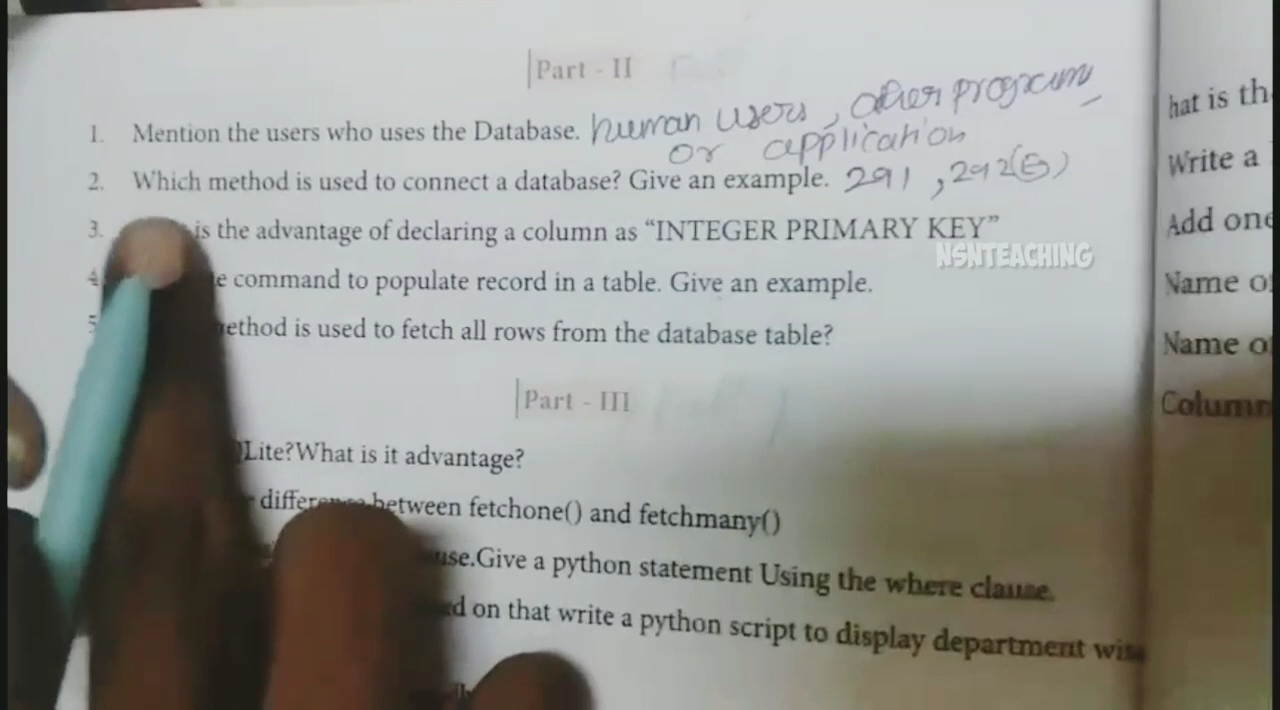 Part - II
1. Mention the users who uses the Database. human users, other program
or application
2. Which method is used to connect a database? Give an example. 291, 292(E)
3. is the advantage of declaring a column as "INTEGER PRIMARY KEY"
NSNTEACHING
command to populate record in a table. Give an example.
method is used to fetch all rows from the database table?
Part - III
Lite?What is it advantage?
difference between fetchone() and fetchmany()
use.Give a python statement Using the where clause.
on that write a python script to display department
hat is th
Write a
Add one
Name o
Name o
Column